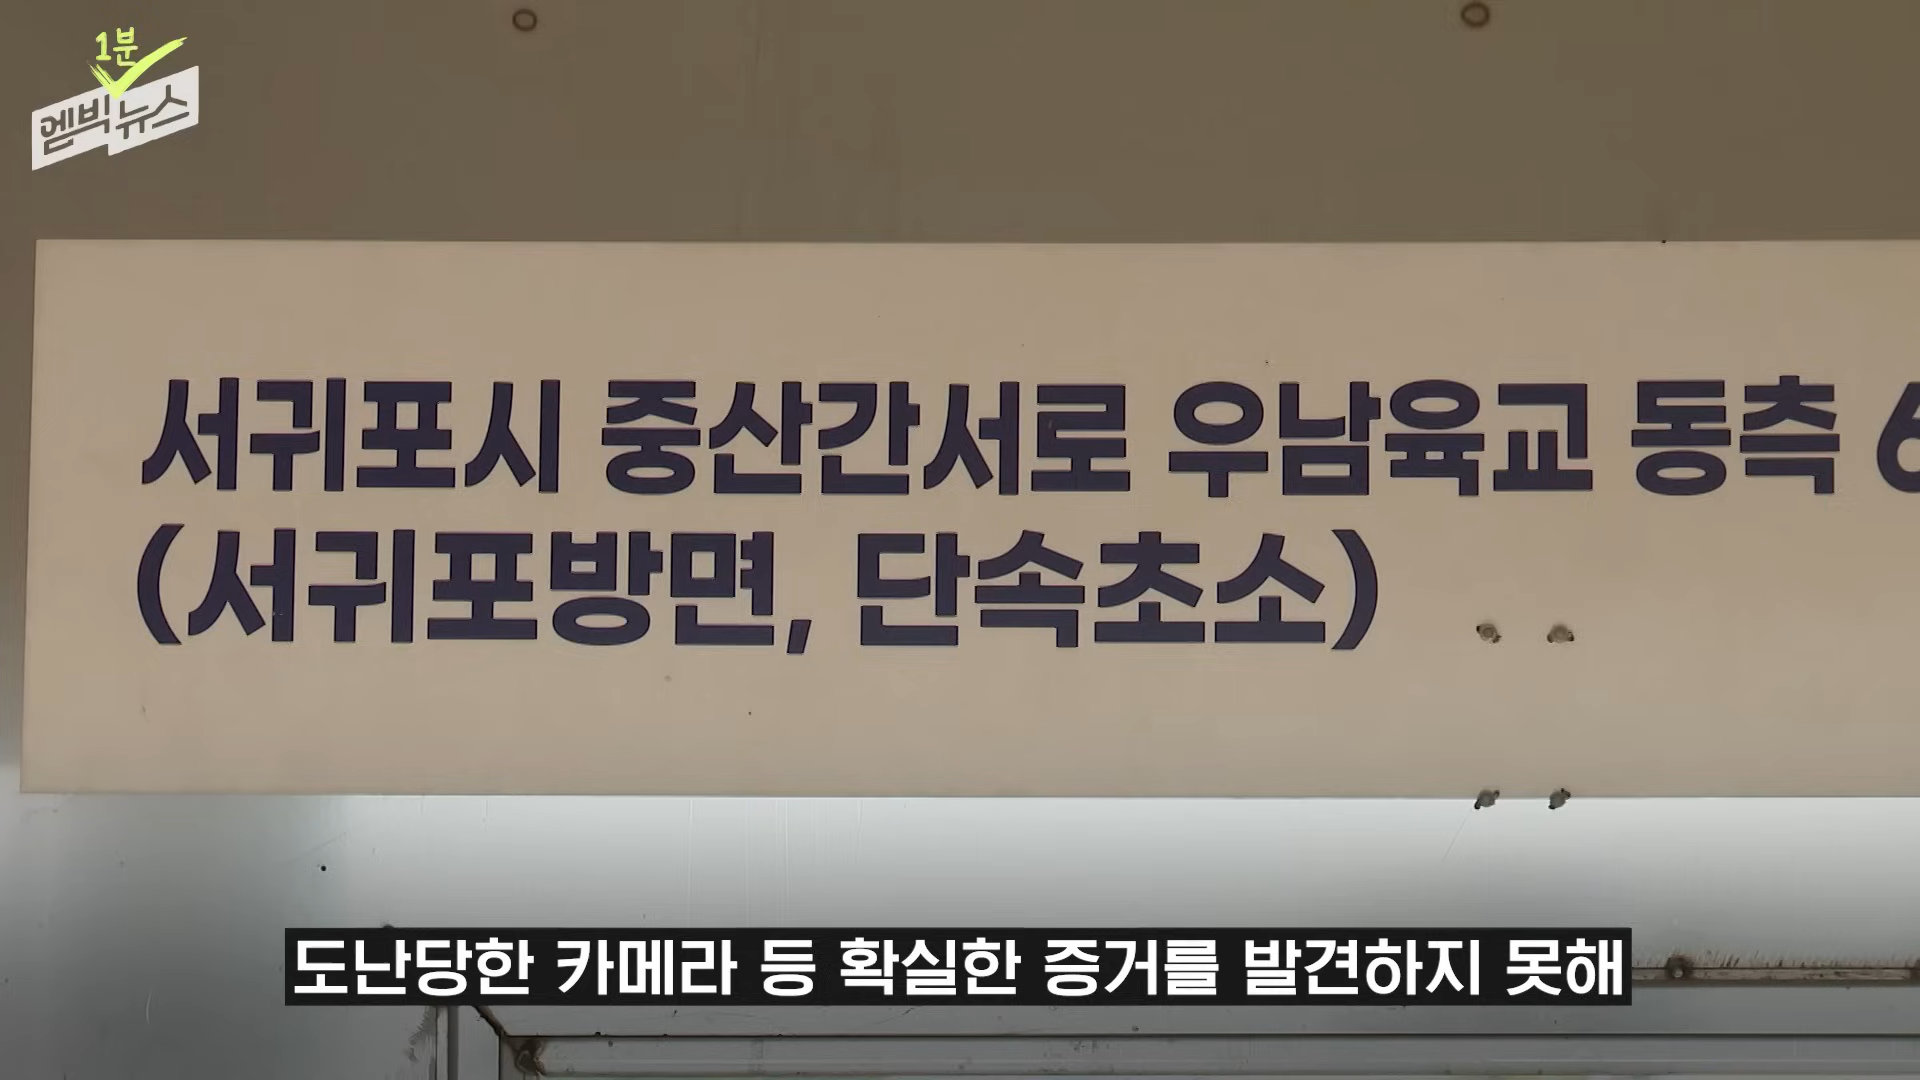 1분
엠빅뉴스
서귀포시 중산간서로 우남육교 동측 6
(서귀포방면, 단속초소)
도난당한 카메라 등 확실한 증거를 발견하지 못해